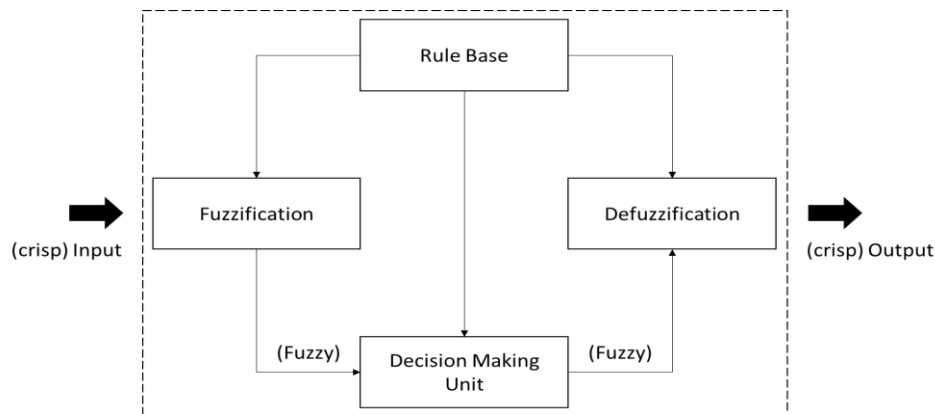 Rule Base
Fuzzification
Defuzzification
(crisp) Input
(crisp) Output
(Fuzzy)
Decision Making
Unit
(Fuzzy)